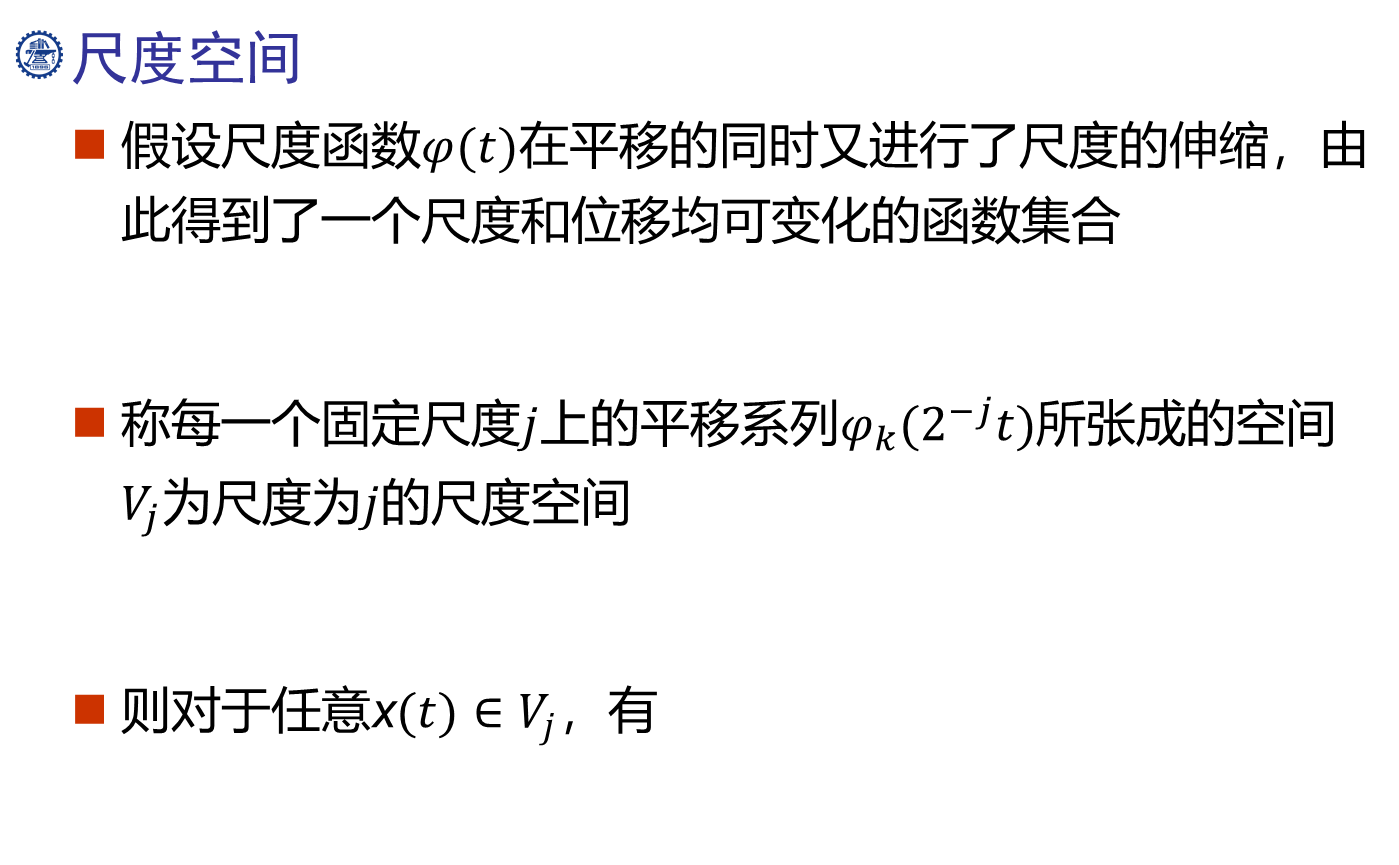 尺度空间
假设尺度函数φ(t)在平移的同时又进行了尺度的伸缩，由
此得到了一个尺度和位移均可变化的函数集合
称每一个固定尺度j上的平移系列φₖ(2⁻ʲt)所张成的空间
Vⱼ为尺度为j的尺度空间
则对于任意x(t) ∈ Vⱼ，有